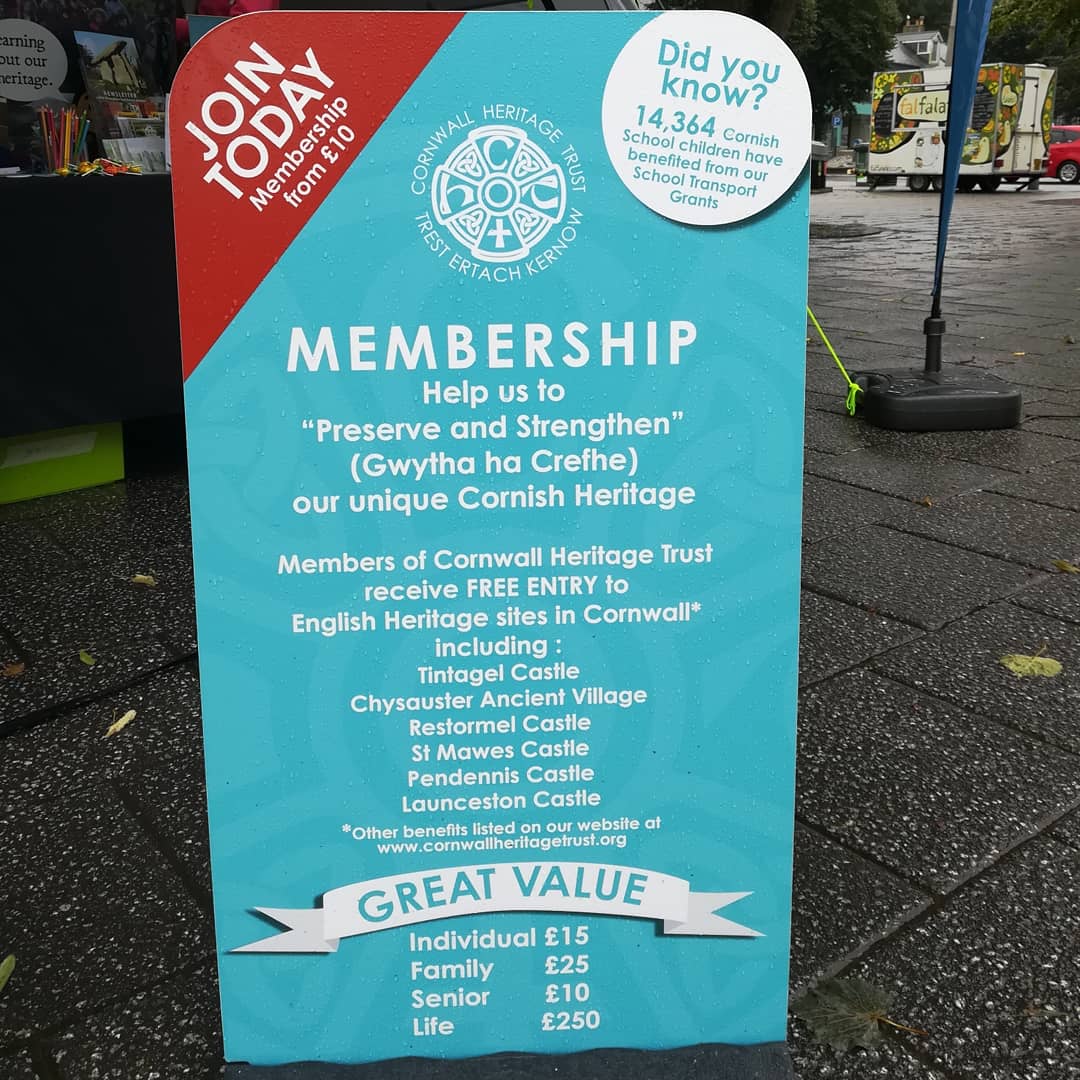 earning
out our
heritage.
NEWSLETTER
JOIN
TODAY
Membership
from £10
CORNWALL HERITAGE TRUST
TREST ERTACH KERNOW
C
H C T
Did you
know?
14,364 Cornish
School children have
benefited from our
School Transport
Grants
falfala
MEMBERSHIP
Help us to
“Preserve and Strengthen”
(Gwytha ha Crefhe)
our unique Cornish Heritage
Members of Cornwall Heritage Trust
receive FREE ENTRY to
English Heritage sites in Cornwall*
including :
Tintagel Castle
Chysauster Ancient Village
Restormel Castle
St Mawes Castle
Pendennis Castle
Launceston Castle
*Other benefits listed on our website at
www.cornwallheritagetrust.org
GREAT VALUE
Individual £15
Family £25
Senior £10
Life £250